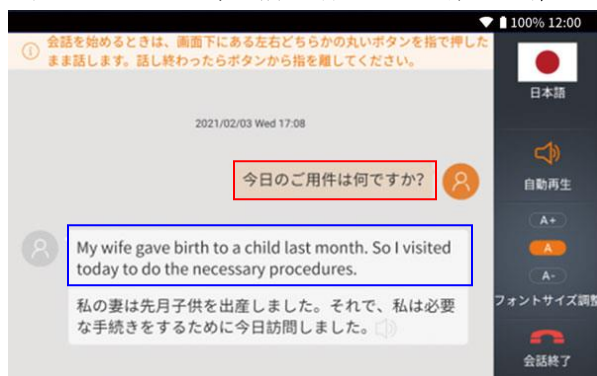 100% 12:00
会話を始めるときは、画面下にある左右どちらかの丸いボタンを指で押した
まま話します。話し終わったらボタンから指を離してください。
日本語
2021/02/03 Wed 17:08
今日のご用件は何ですか?
自動再生
My wife gave birth to a child last month. So I visited
today to do the necessary procedures.
私の妻は先月子供を出産しました。それで、私は必要
な手続きをするために今日訪問しました。
A+
A
A-
フォントサイズ調整
会話終了